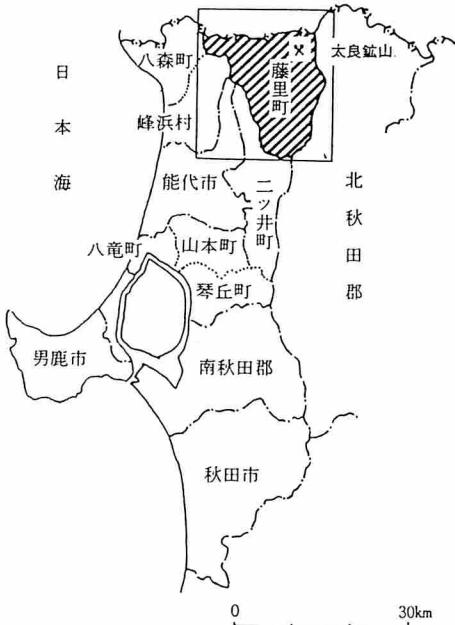 八森町
藤里町
太良鉱山
日本海
峰浜村
能代市
二ッ井町
北秋田郡
八竜町
山本町
琴丘町
男鹿市
南秋田郡
秋田市
0 30km